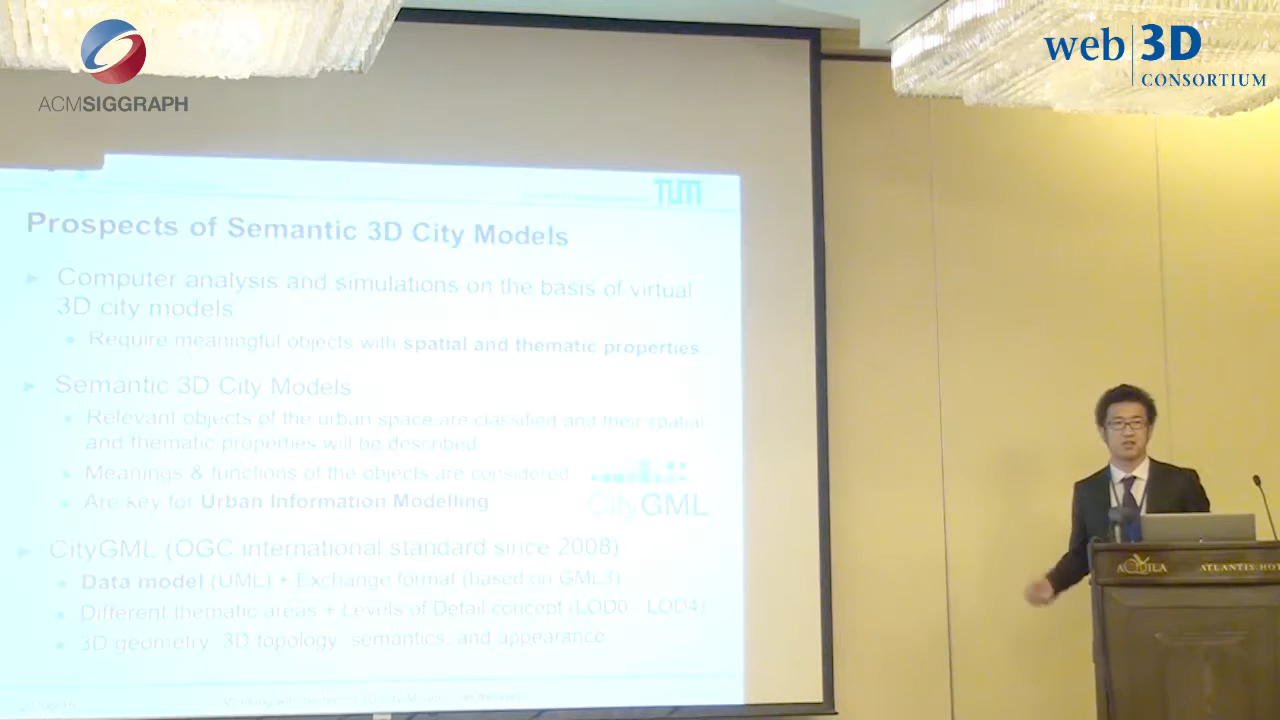 ACMSIGGRAPH
web 3D
CONSORTIUM
TUM
Prospects of Semantic 3D City Models
Computer analysis and simulations on the basis of virtual
3D city models
Require meaningful objects with spatial and thematic properties
Semantic 3D City Models
Relevant objects of the urban space are classified and their spatial
and thematic properties will be described.
Meanings & functions of the objects are considered
Are key for Urban Information Modelling
CityGML
CityGML (OGC international standard since 2008)
Data model (UML) + Exchange format (based on GML3)
Different thematic areas + Levels of Detail concept (LOD0 - LOD4)
3D geometry, 3D topology, semantics, and appearance
AQUILA
ATLANTIS HOT